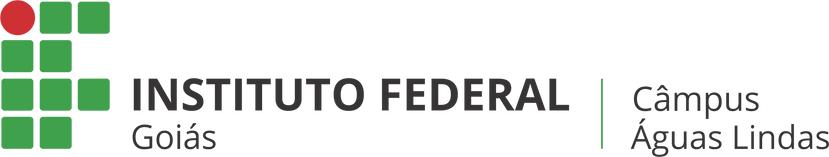 INSTITUTO FEDERAL
Goiás
Câmpus
Águas Lindas